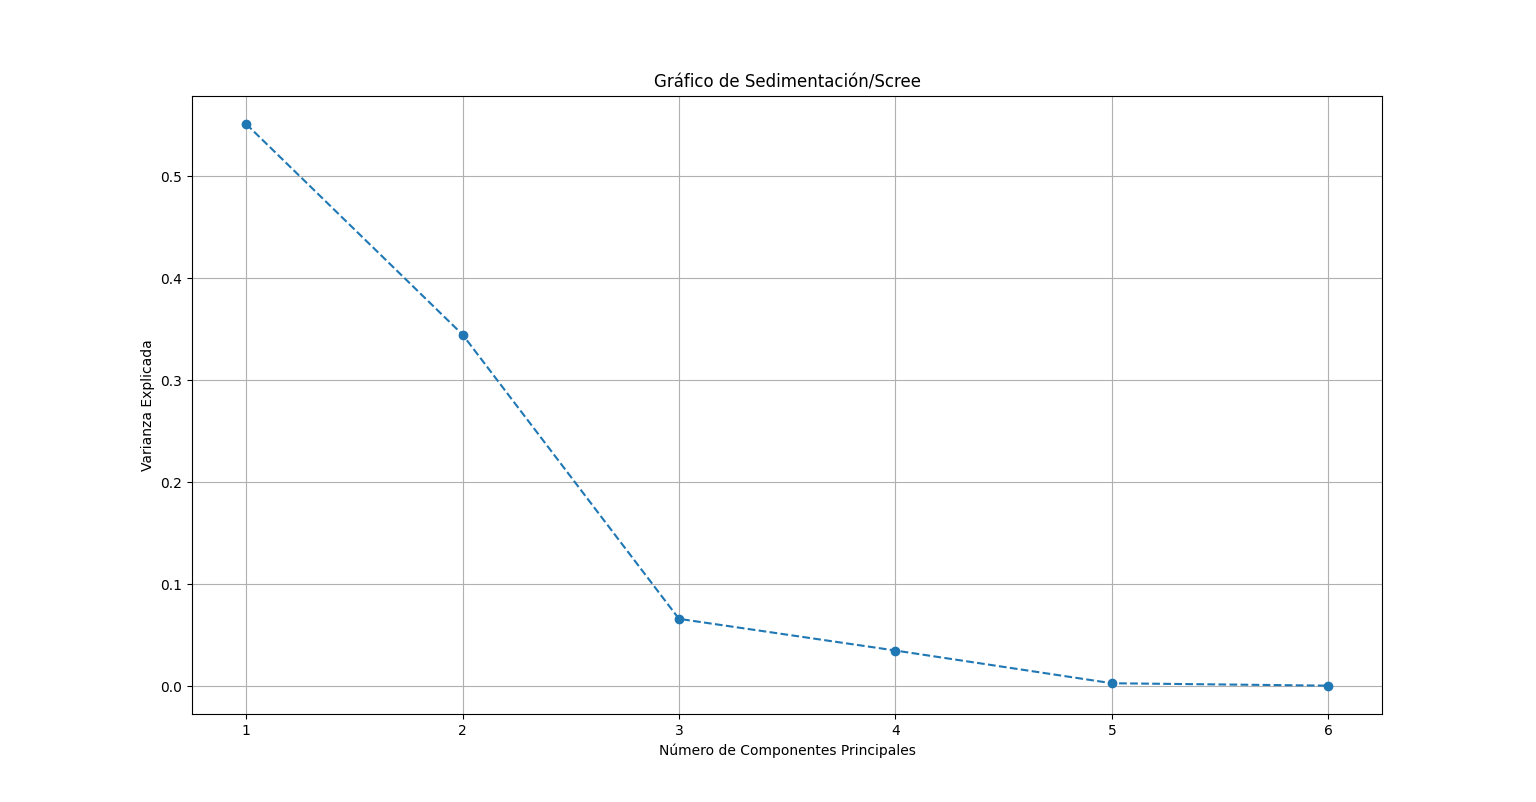 Gráfico de Sedimentación/Scree
Varianza Explicada
0.5
0.4
0.3
0.2
0.1
0.0
1 2 3 4 5 6
Número de Componentes Principales